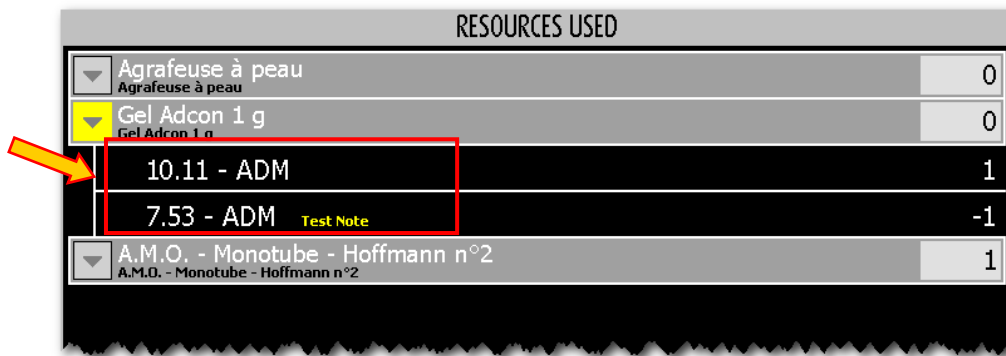 RESOURCES USED
Agrafeuse à peau 0
Agrafeuse à peau
Gel Adcon 1 g 0
Gel Adcon 1 g
10.11 - ADM 1
7.53 - ADM Test Note -1
A.M.O. - Monotube - Hoffmann n°2 1
A.M.O. - Monotube - Hoffmann n°2